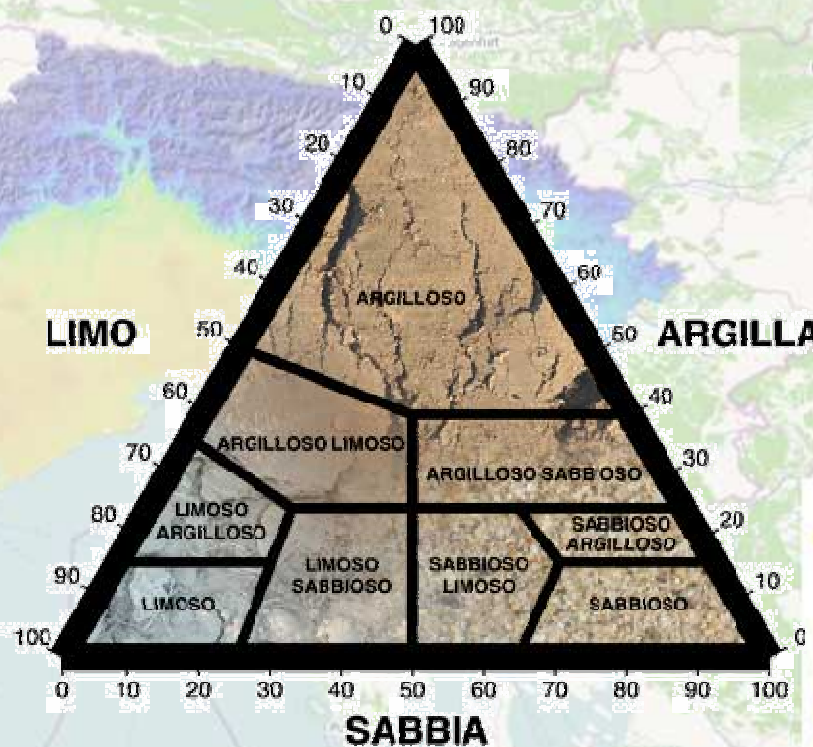 0 100
10 90
20 80
30 70
40 60
ARGILLOSO
LIMO 50 50 ARGILLA
60 40
ARGILLOSO LIMOSO
70 30
ARGILLOSO SABBIOSO
LIMOSO
ARGILLOSO
80 20
SABBIOSO
ARGILLOSO
LIMOSO
SABBIOSO
SABBIOSO
LIMOSO
90 10
LIMOSO
SABBIOSO
100 0
0 10 20 30 40 50 60 70 80 90 100
SABBIA